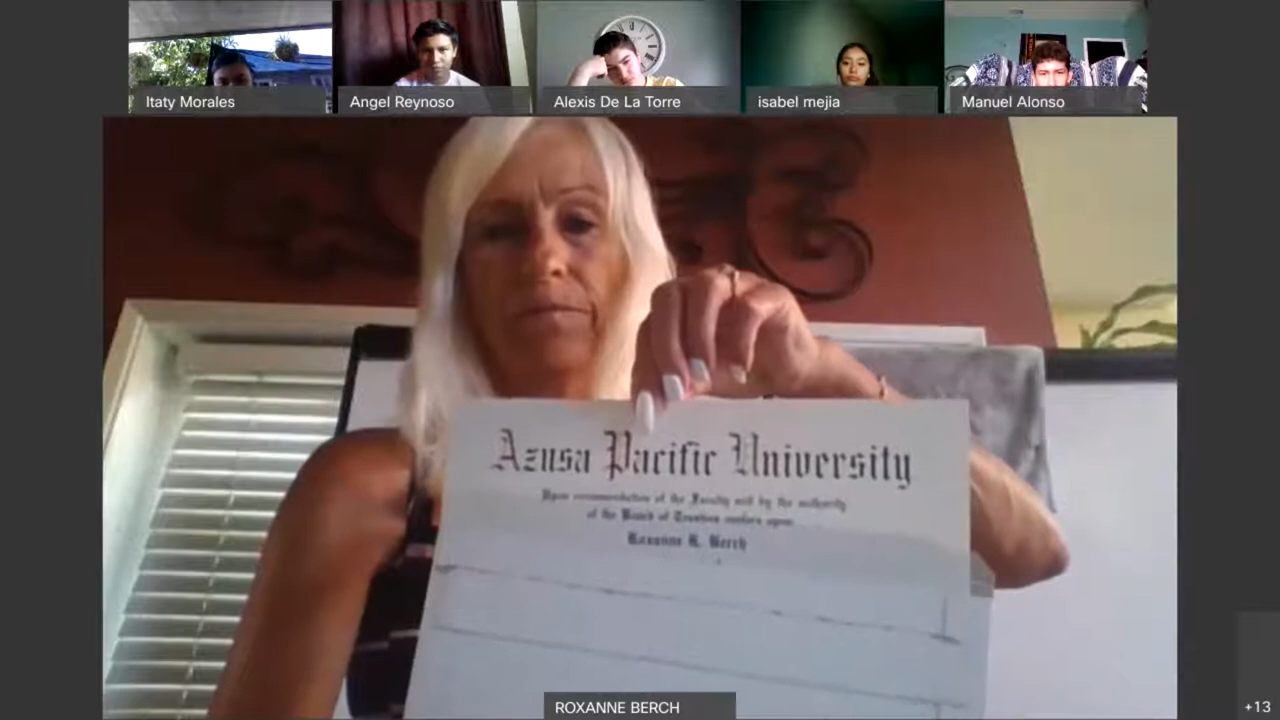 Itaty Morales
Angel Reynoso
Alexis De La Torre
isabel mejia
Manuel Alonso
Azusa Pacific University
Upon recommendation of the Faculty and by the authority
of the Board of Trustees confers upon
Roxanne R. Berch
ROXANNE BERCH
+13